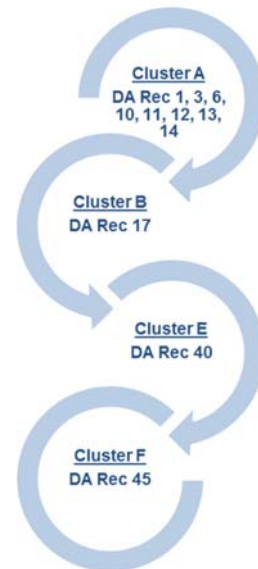 Cluster A
DA Rec 1, 3, 6,
10, 11, 12, 13,
14
Cluster B
DA Rec 17
Cluster E
DA Rec 40
Cluster F
DA Rec 45